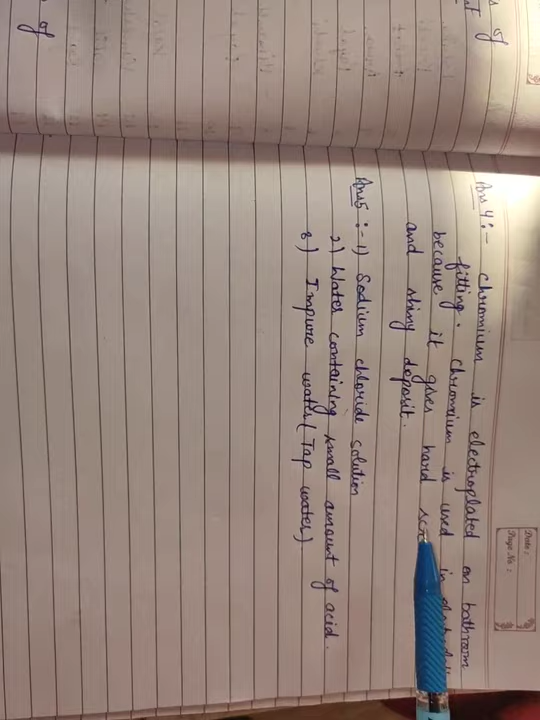 Date :
Page No :
Ans 4 :- chromium is electroplated on bathroom
fitting. Chromium is used in
because it gives hard
and shiny deposit.
Ans 5 :- 1) Sodium chloride solution
2) Water containing small amount of acid.
3) Impure water (Tap water)
of
of